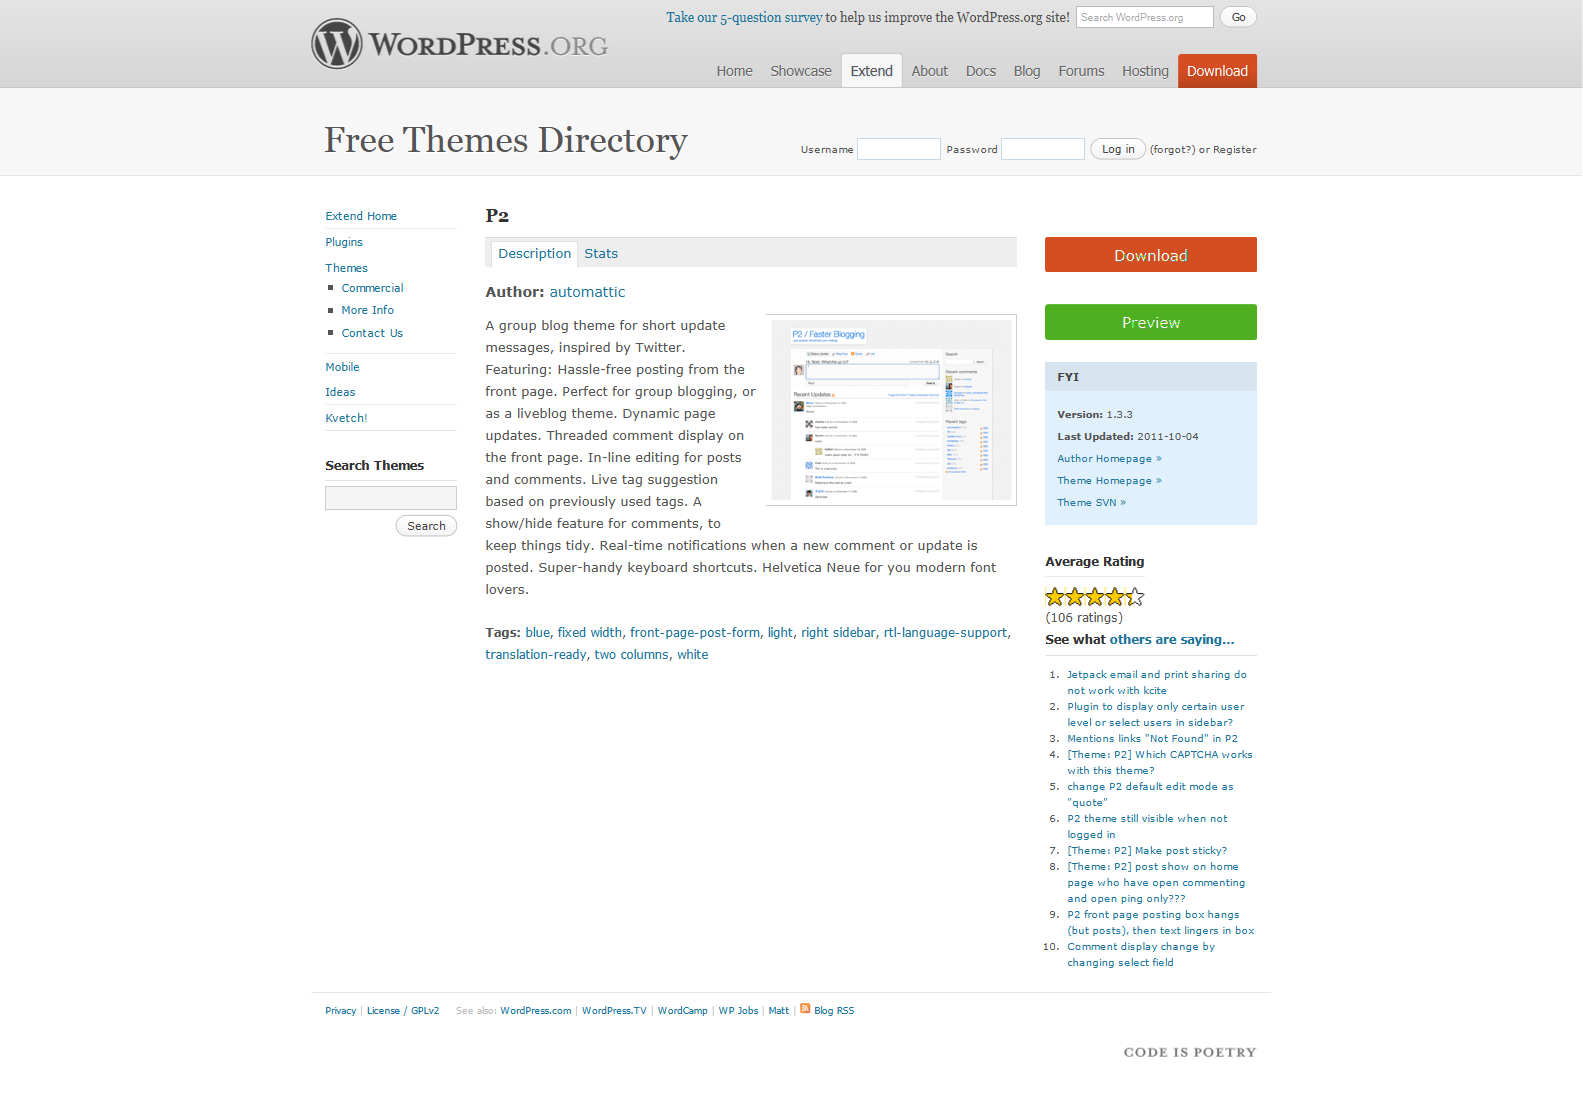 Take our 5-question survey to help us improve the WordPress.org site!
Search WordPress.org
Go
WORDPRESS.ORG
Home
Showcase
Extend
About
Docs
Blog
Forums
Hosting
Download
Free Themes Directory
Username
Password
Log in
(forgot?) or Register
Extend Home
Plugins
Themes
Commercial
More Info
Contact Us
Mobile
Ideas
Kvetch!
Search Themes
Search
P2
Description
Stats
Author: automattic
A group blog theme for short update
messages, inspired by Twitter.
Featuring: Hassle-free posting from the
front page. Perfect for group blogging, or
as a liveblog theme. Dynamic page
updates. Threaded comment display on
the front page. In-line editing for posts
and comments. Live tag suggestion
based on previously used tags. A
show/hide feature for comments, to
keep things tidy. Real-time notifications when a new comment or update is
posted. Super-handy keyboard shortcuts. Helvetica Neue for you modern font
lovers.
P2 / Faster Blogging
Recent Updates
Search
Recent comments
Recent tags
Tags: blue, fixed width, front-page-post-form, light, right sidebar, rtl-language-support,
translation-ready, two columns, white
Download
Preview
FYI
Version: 1.3.3
Last Updated: 2011-10-04
Author Homepage »
Theme Homepage »
Theme SVN »
Average Rating
(106 ratings)
See what others are saying...
1. Jetpack email and print sharing do
not work with kcite
2. Plugin to display only certain user
level or select users in sidebar?
3. Mentions links "Not Found" in P2
4. [Theme: P2] Which CAPTCHA works
with this theme?
5. change P2 default edit mode as
"quote"
6. P2 theme still visible when not
logged in
7. [Theme: P2] Make post sticky?
8. [Theme: P2] post show on home
page who have open commenting
and open ping only???
9. P2 front page posting box hangs
(but posts), then text lingers in box
10. Comment display change by
changing select field
Privacy | License / GPLv2 See also: WordPress.com | WordPress.TV | WordCamp | WP Jobs | Matt | Blog RSS
CODE IS POETRY